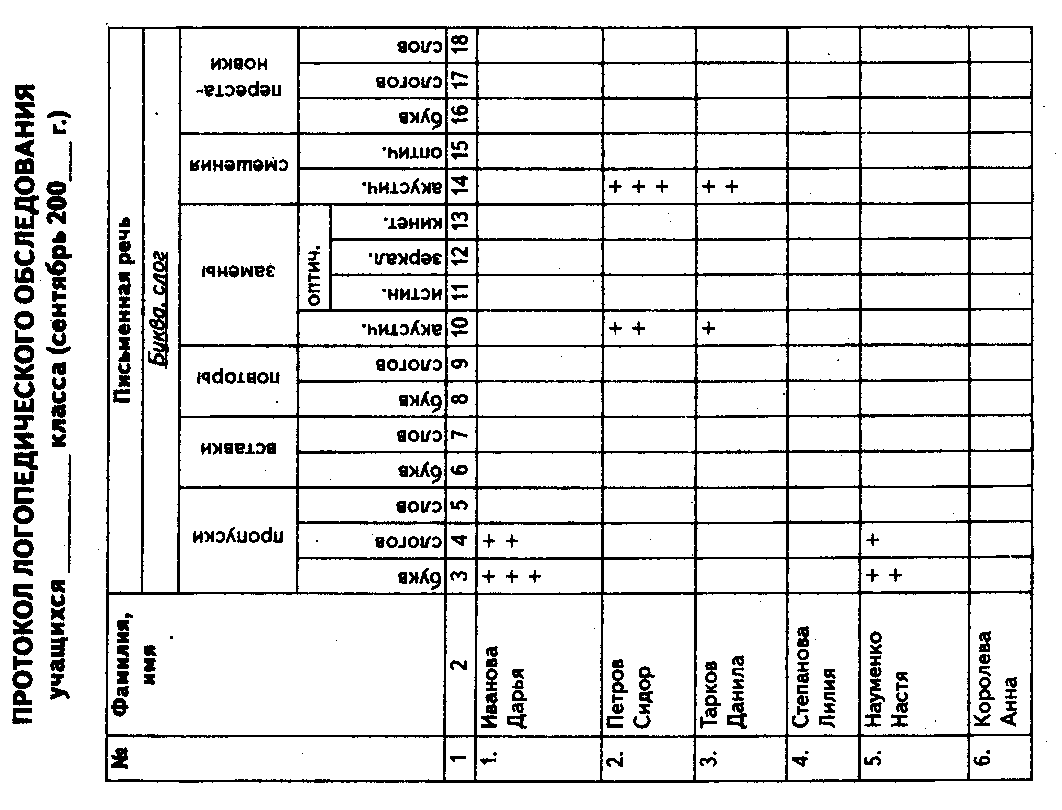 ПРОТОКОЛ ЛОГОПЕДИЧЕСКОГО ОБСЛЕДОВАНИЯ
учащихся ________ класса (сентябрь 200___ г.)
№
Фамилия,
имя
Письменная речь
Буква, слог
пропуски
вставки
повторы
замены
смешения
переста-
новки
оптич.
букв
слогов
слов
букв
слов
букв
слогов
акустич.
истин.
зеркал.
кинет.
акустич.
оптич.
букв
слогов
слов
1 2 3 4 5 6 7 8 9 10 11 12 13 14 15 16 17 18
1. Иванова + + +
Дарья + +
+
2. Петров + +
Сидор + +
+
3. Тарков + +
Данила +
4. Степанова
Лилия
5. Науменко + +
Настя +
6. Королева
Анна